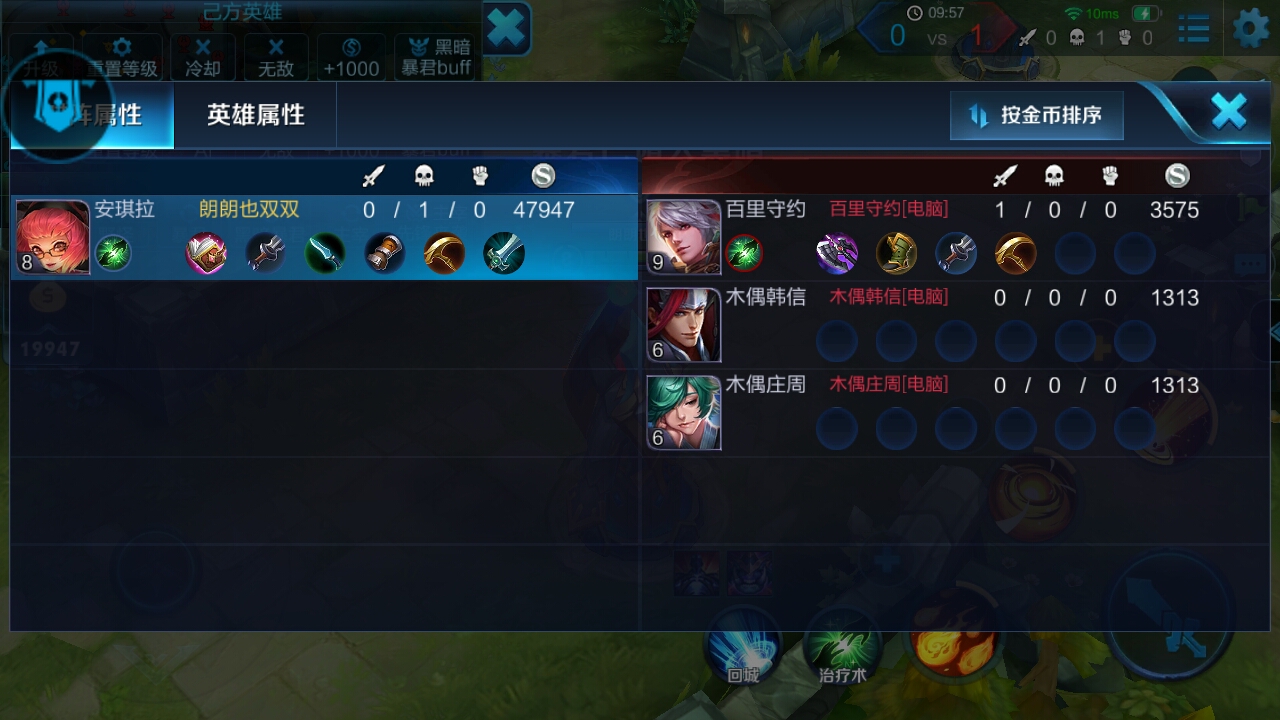 己方英雄
升级 重置等级 冷却 无敌 +1000 黑暗暴君buff
09:57 10ms
0 VS 1 0 1 0
阵属性 英雄属性 按金币排序
安琪拉 朗朗也双双 0 / 1 / 0 47947
8
百里守约 百里守约[电脑] 1 / 0 / 0 3575
9
木偶韩信 木偶韩信[电脑] 0 / 0 / 0 1313
6
木偶庄周 木偶庄周[电脑] 0 / 0 / 0 1313
6
19947
回城 治疗术